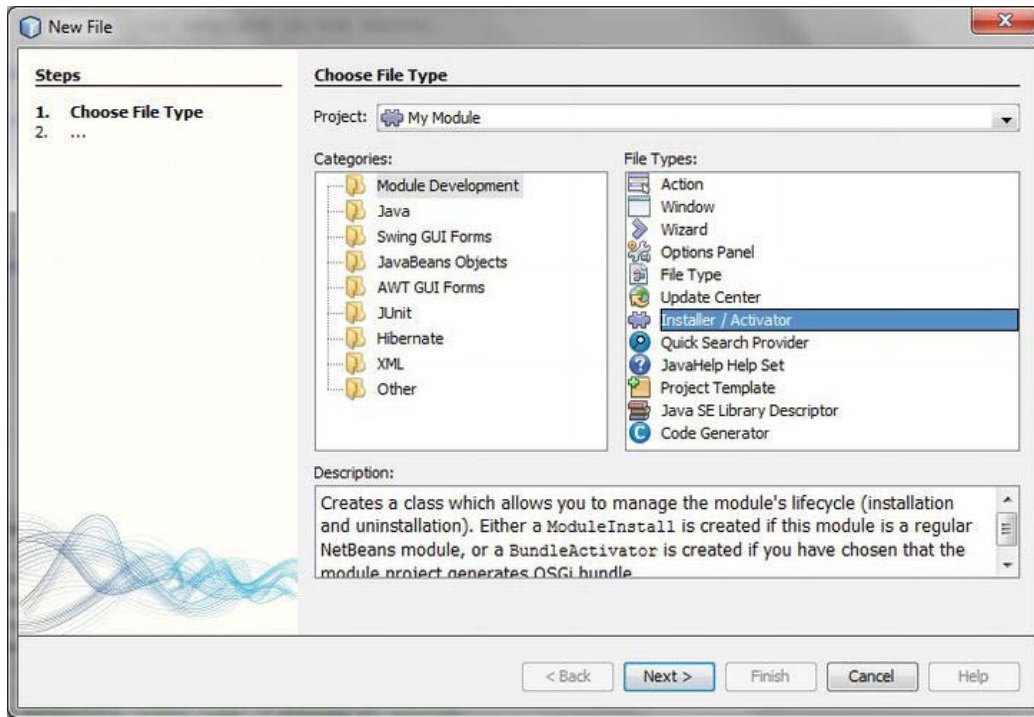 New File
Steps
1. Choose File Type
2. ...
Choose File Type
Project: My Module
Categories:
Module Development
Java
Swing GUI Forms
JavaBeans Objects
AWT GUI Forms
JUnit
Hibernate
XML
Other
File Types:
Action
Window
Wizard
Options Panel
File Type
Update Center
Installer / Activator
Quick Search Provider
JavaHelp Help Set
Project Template
Java SE Library Descriptor
Code Generator
Description:
Creates a class which allows you to manage the module's lifecycle (installation
and uninstallation). Either a ModuleInstall is created if this module is a regular
NetBeans module, or a BundleActivator is created if you have chosen that the
module project generates OSGi bundle
< Back Next > Finish Cancel Help